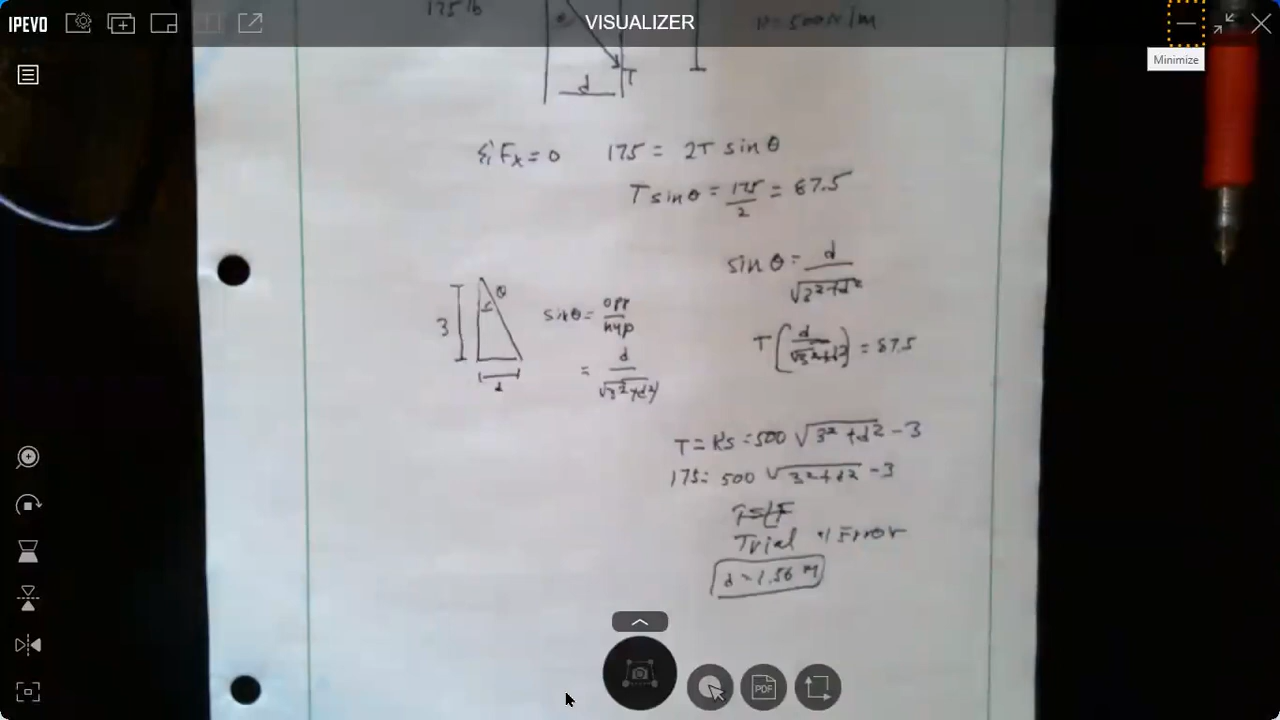 IPEVO
VISUALIZER
Minimize
175 lb
θ
k = 500 N/m
T
d
ΣFx = 0 175 = 2T sin θ
T sin θ = 175/2 = 87.5
sin θ = d/√3²+d²
3
θ
d
sin θ = opp/hyp
= d/√3²+d²
T(d/√3²+d²) = 87.5
T = ks = 500 √3² + d² - 3
175 = 500 √3² + d² - 3
Trial & Error
d = 1.56 m
PDF